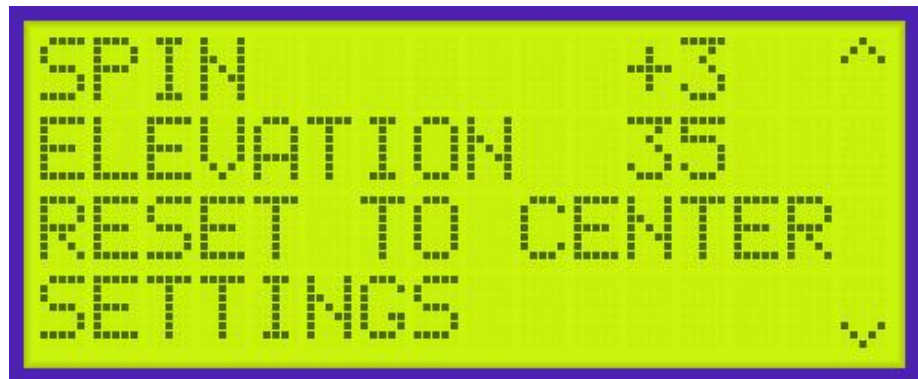 SPIN +3 ^
ELEVATION 35
RESET TO CENTER
SETTINGS